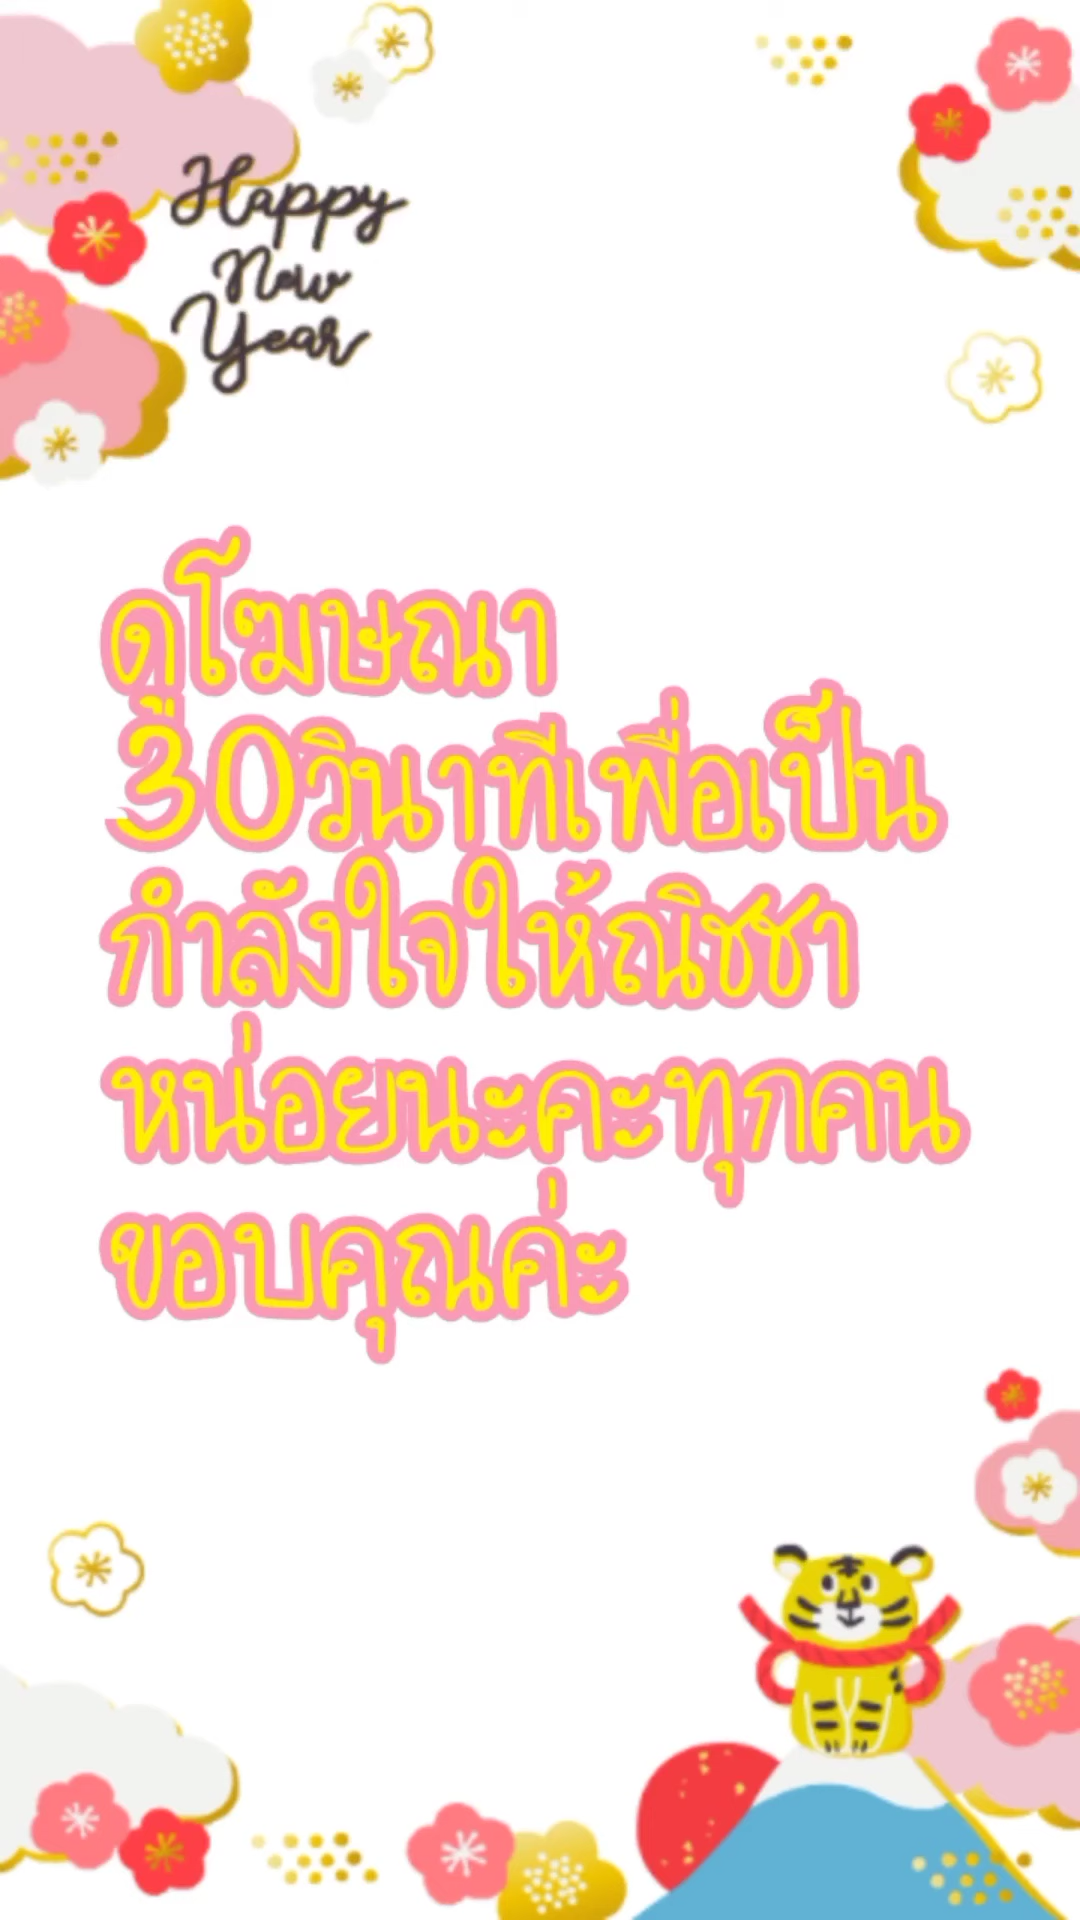 Happy
New
Year
ดูโฆษณา
30วินาทีเพื่อเป็น
กำลังใจให้ณิชชา
หน่อยนะคะทุกคน
ขอบคุณค่ะ